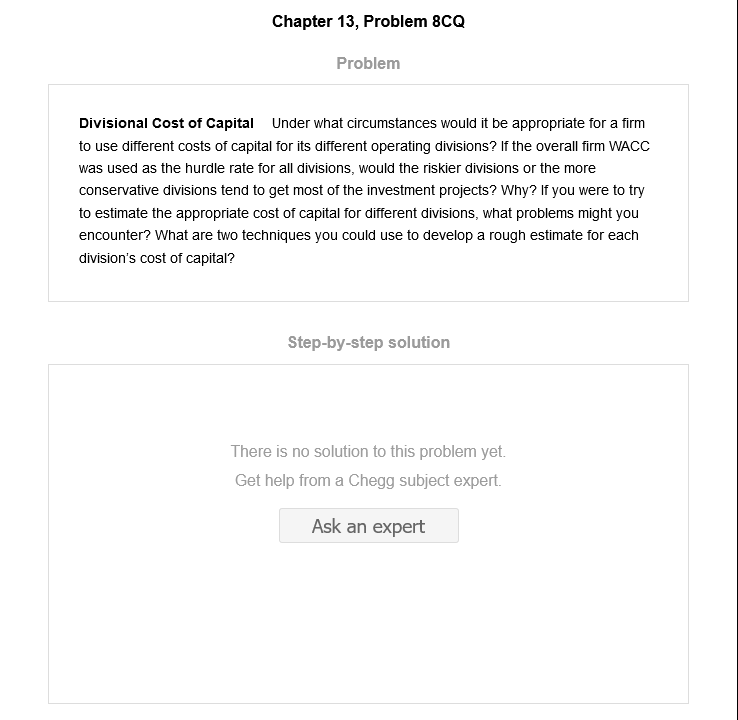 Chapter 13, Problem 8CQ
Problem
Divisional Cost of Capital Under what circumstances would it be appropriate for a firm
to use different costs of capital for its different operating divisions? If the overall firm WACC
was used as the hurdle rate for all divisions, would the riskier divisions or the more
conservative divisions tend to get most of the investment projects? Why? If you were to try
to estimate the appropriate cost of capital for different divisions, what problems might you
encounter? What are two techniques you could use to develop a rough estimate for each
division’s cost of capital?
Step-by-step solution
There is no solution to this problem yet.
Get help from a Chegg subject expert.
Ask an expert